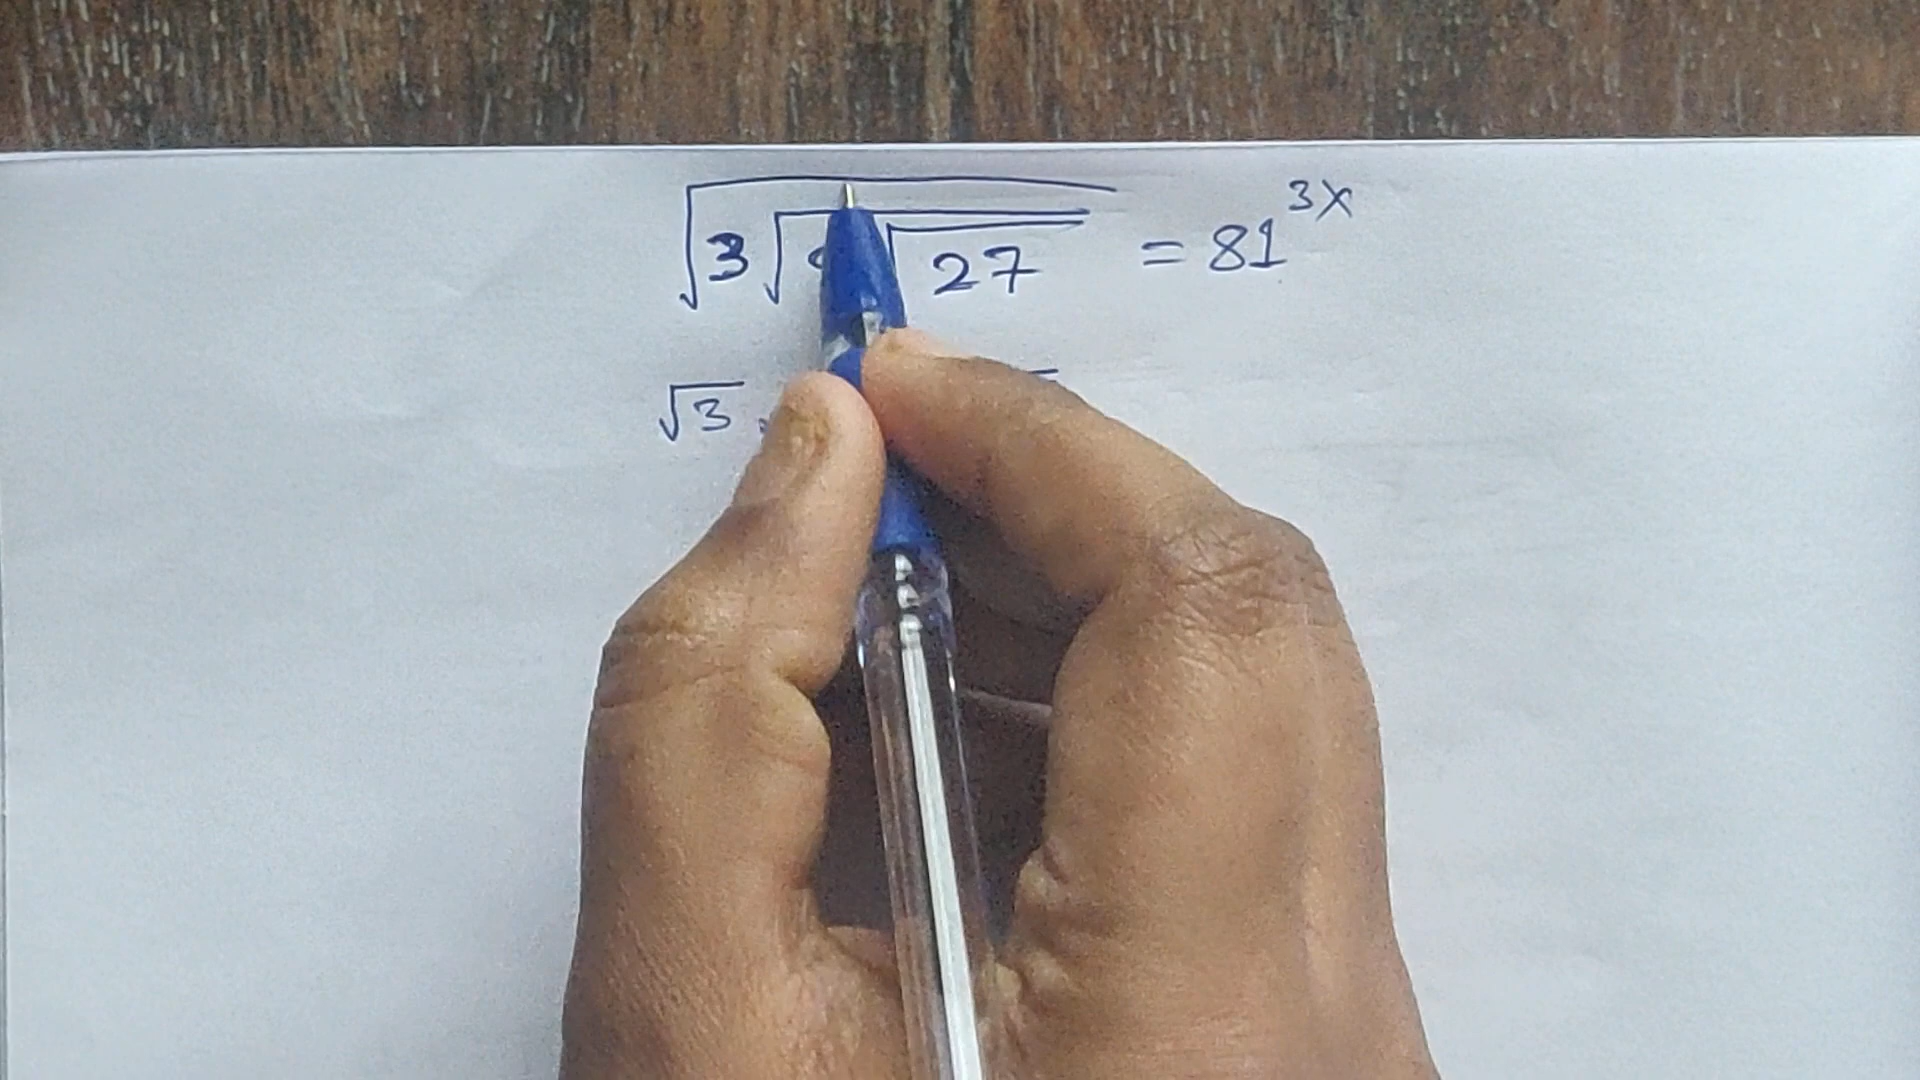 √3√ √27 = 81^3x
√3 .